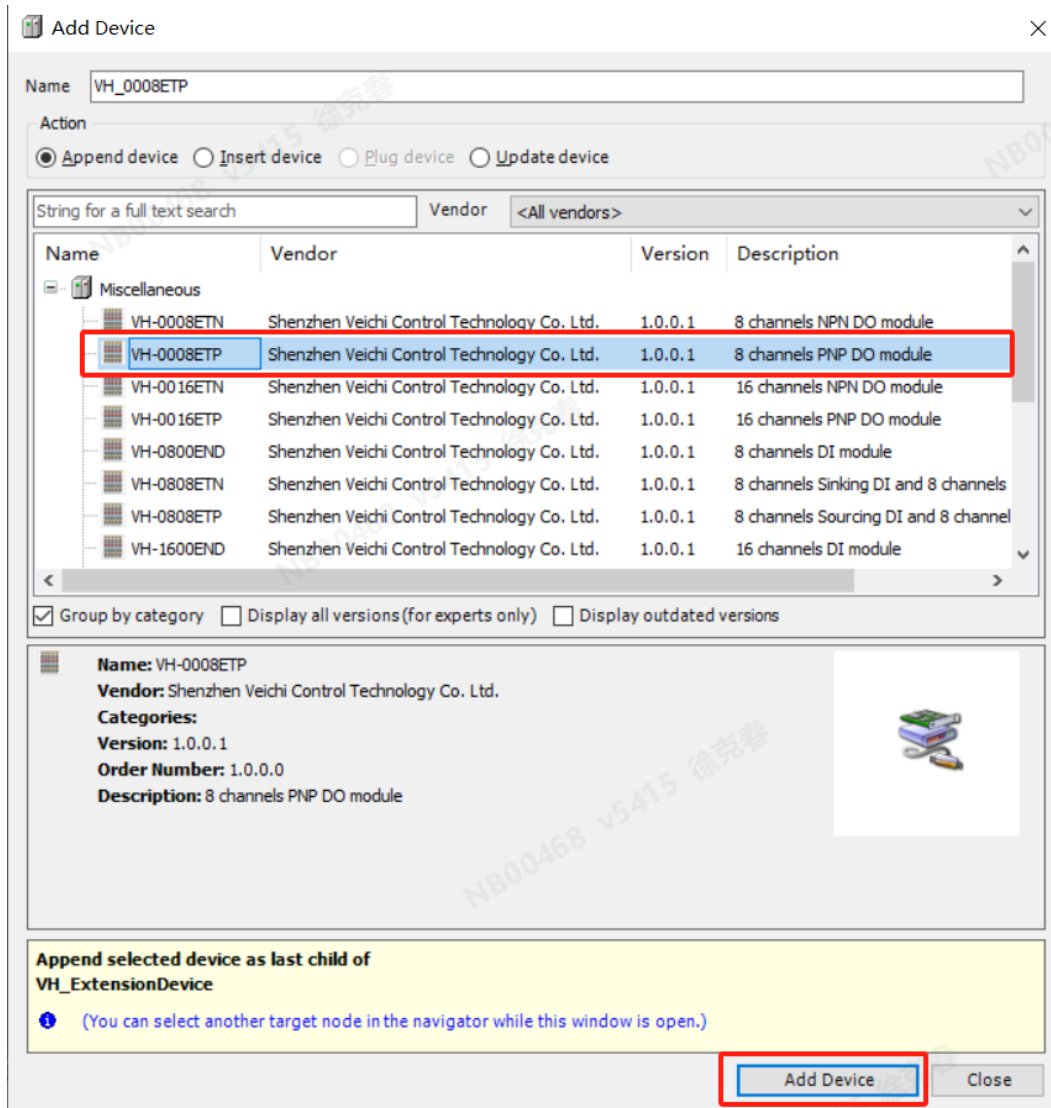 Add Device
Name VH_0008ETP
Action
Append device Insert device Plug device Update device
String for a full text search Vendor <All vendors>
Name Vendor Version Description
Miscellaneous
VH-0008ETN Shenzhen Veichi Control Technology Co. Ltd. 1.0.0.1 8 channels NPN DO module
VH-0008ETP Shenzhen Veichi Control Technology Co. Ltd. 1.0.0.1 8 channels PNP DO module
VH-0016ETN Shenzhen Veichi Control Technology Co. Ltd. 1.0.0.1 16 channels NPN DO module
VH-0016ETP Shenzhen Veichi Control Technology Co. Ltd. 1.0.0.1 16 channels PNP DO module
VH-0800END Shenzhen Veichi Control Technology Co. Ltd. 1.0.0.1 8 channels DI module
VH-0808ETN Shenzhen Veichi Control Technology Co. Ltd. 1.0.0.1 8 channels Sinking DI and 8 channels
VH-0808ETP Shenzhen Veichi Control Technology Co. Ltd. 1.0.0.1 8 channels Sourcing DI and 8 channel
VH-1600END Shenzhen Veichi Control Technology Co. Ltd. 1.0.0.1 16 channels DI module
Group by category Display all versions (for experts only) Display outdated versions
Name: VH-0008ETP
Vendor: Shenzhen Veichi Control Technology Co. Ltd.
Categories:
Version: 1.0.0.1
Order Number: 1.0.0.0
Description: 8 channels PNP DO module
NB00468 v5415 徐克春
Append selected device as last child of
VH_ExtensionDevice
(You can select another target node in the navigator while this window is open.)
Add Device Close